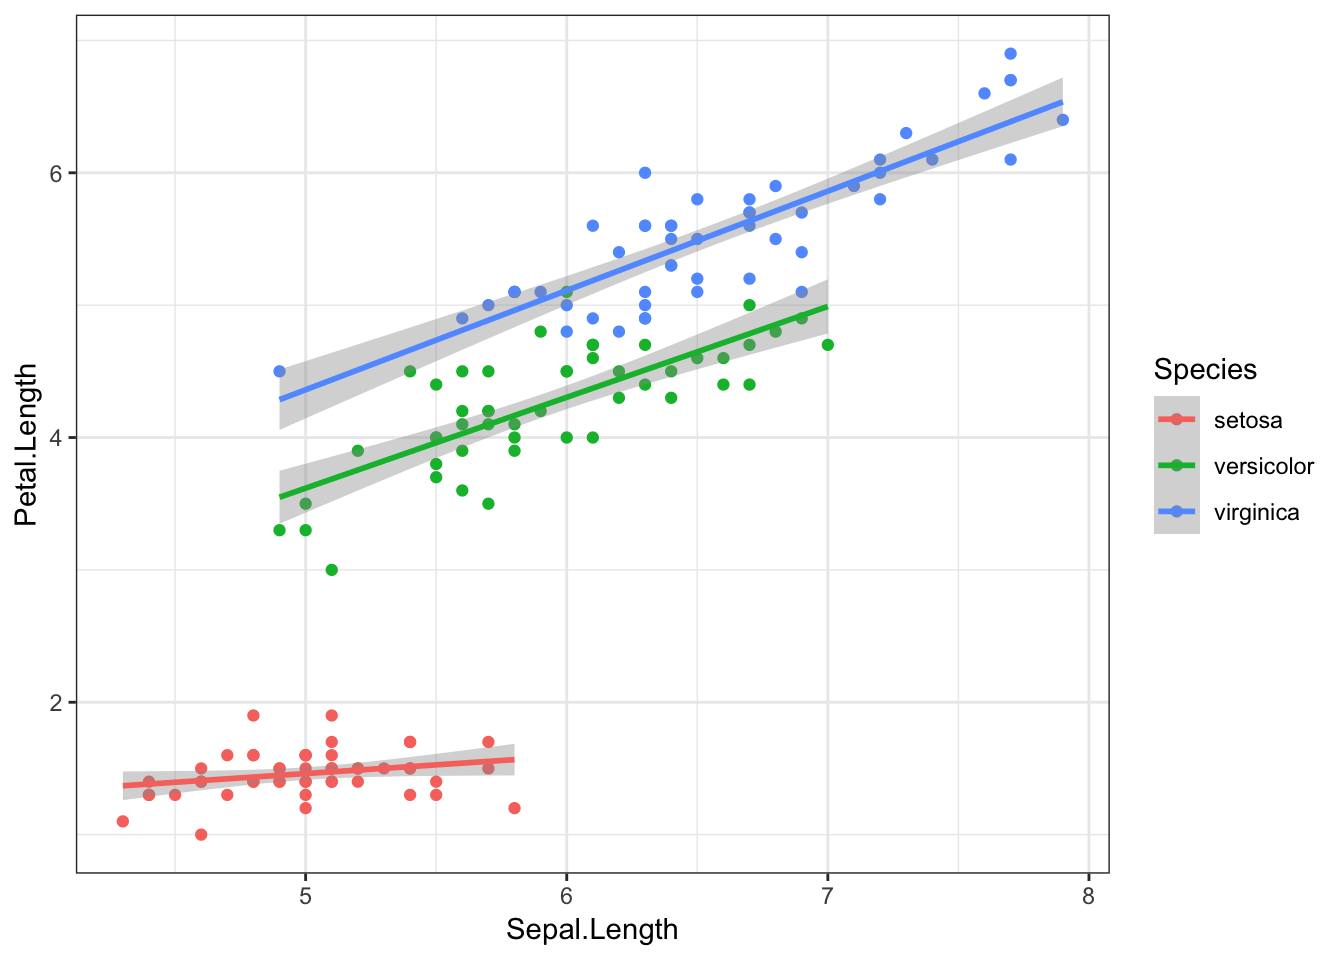 6
4
2
Petal.Length
5 6 7 8
Sepal.Length
Species
setosa
versicolor
virginica